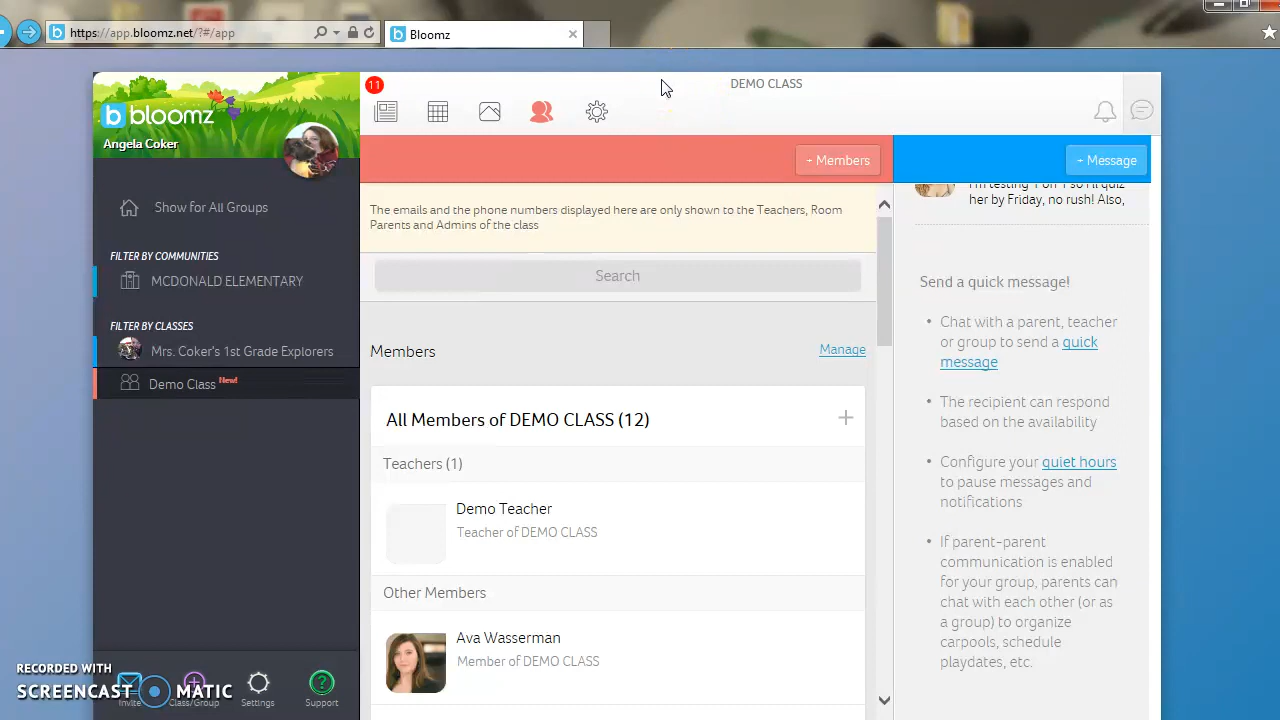 https://app.bloomz.net/?#/app
Bloomz
bloomz
Angela Coker
Show for All Groups
FILTER BY COMMUNITIES
MCDONALD ELEMENTARY
FILTER BY CLASSES
Mrs. Coker's 1st Grade Explorers
Demo Class New!
Invite
Class/Group
Settings
Support
RECORDED WITH
SCREENCAST MATIC
11
DEMO CLASS
+ Members
The emails and the phone numbers displayed here are only shown to the Teachers, Room
Parents and Admins of the class
Search
Members
Manage
All Members of DEMO CLASS (12)
Teachers (1)
Demo Teacher
Teacher of DEMO CLASS
Other Members
Ava Wasserman
Member of DEMO CLASS
+ Message
I'm testing 1 on 1 so I'll quiz
her by Friday, no rush! Also,
Send a quick message!
• Chat with a parent, teacher
or group to send a quick
message
• The recipient can respond
based on the availability
• Configure your quiet hours
to pause messages and
notifications
• If parent-parent
communication is enabled
for your group, parents can
chat with each other (or as
a group) to organize
carpools, schedule
playdates, etc.